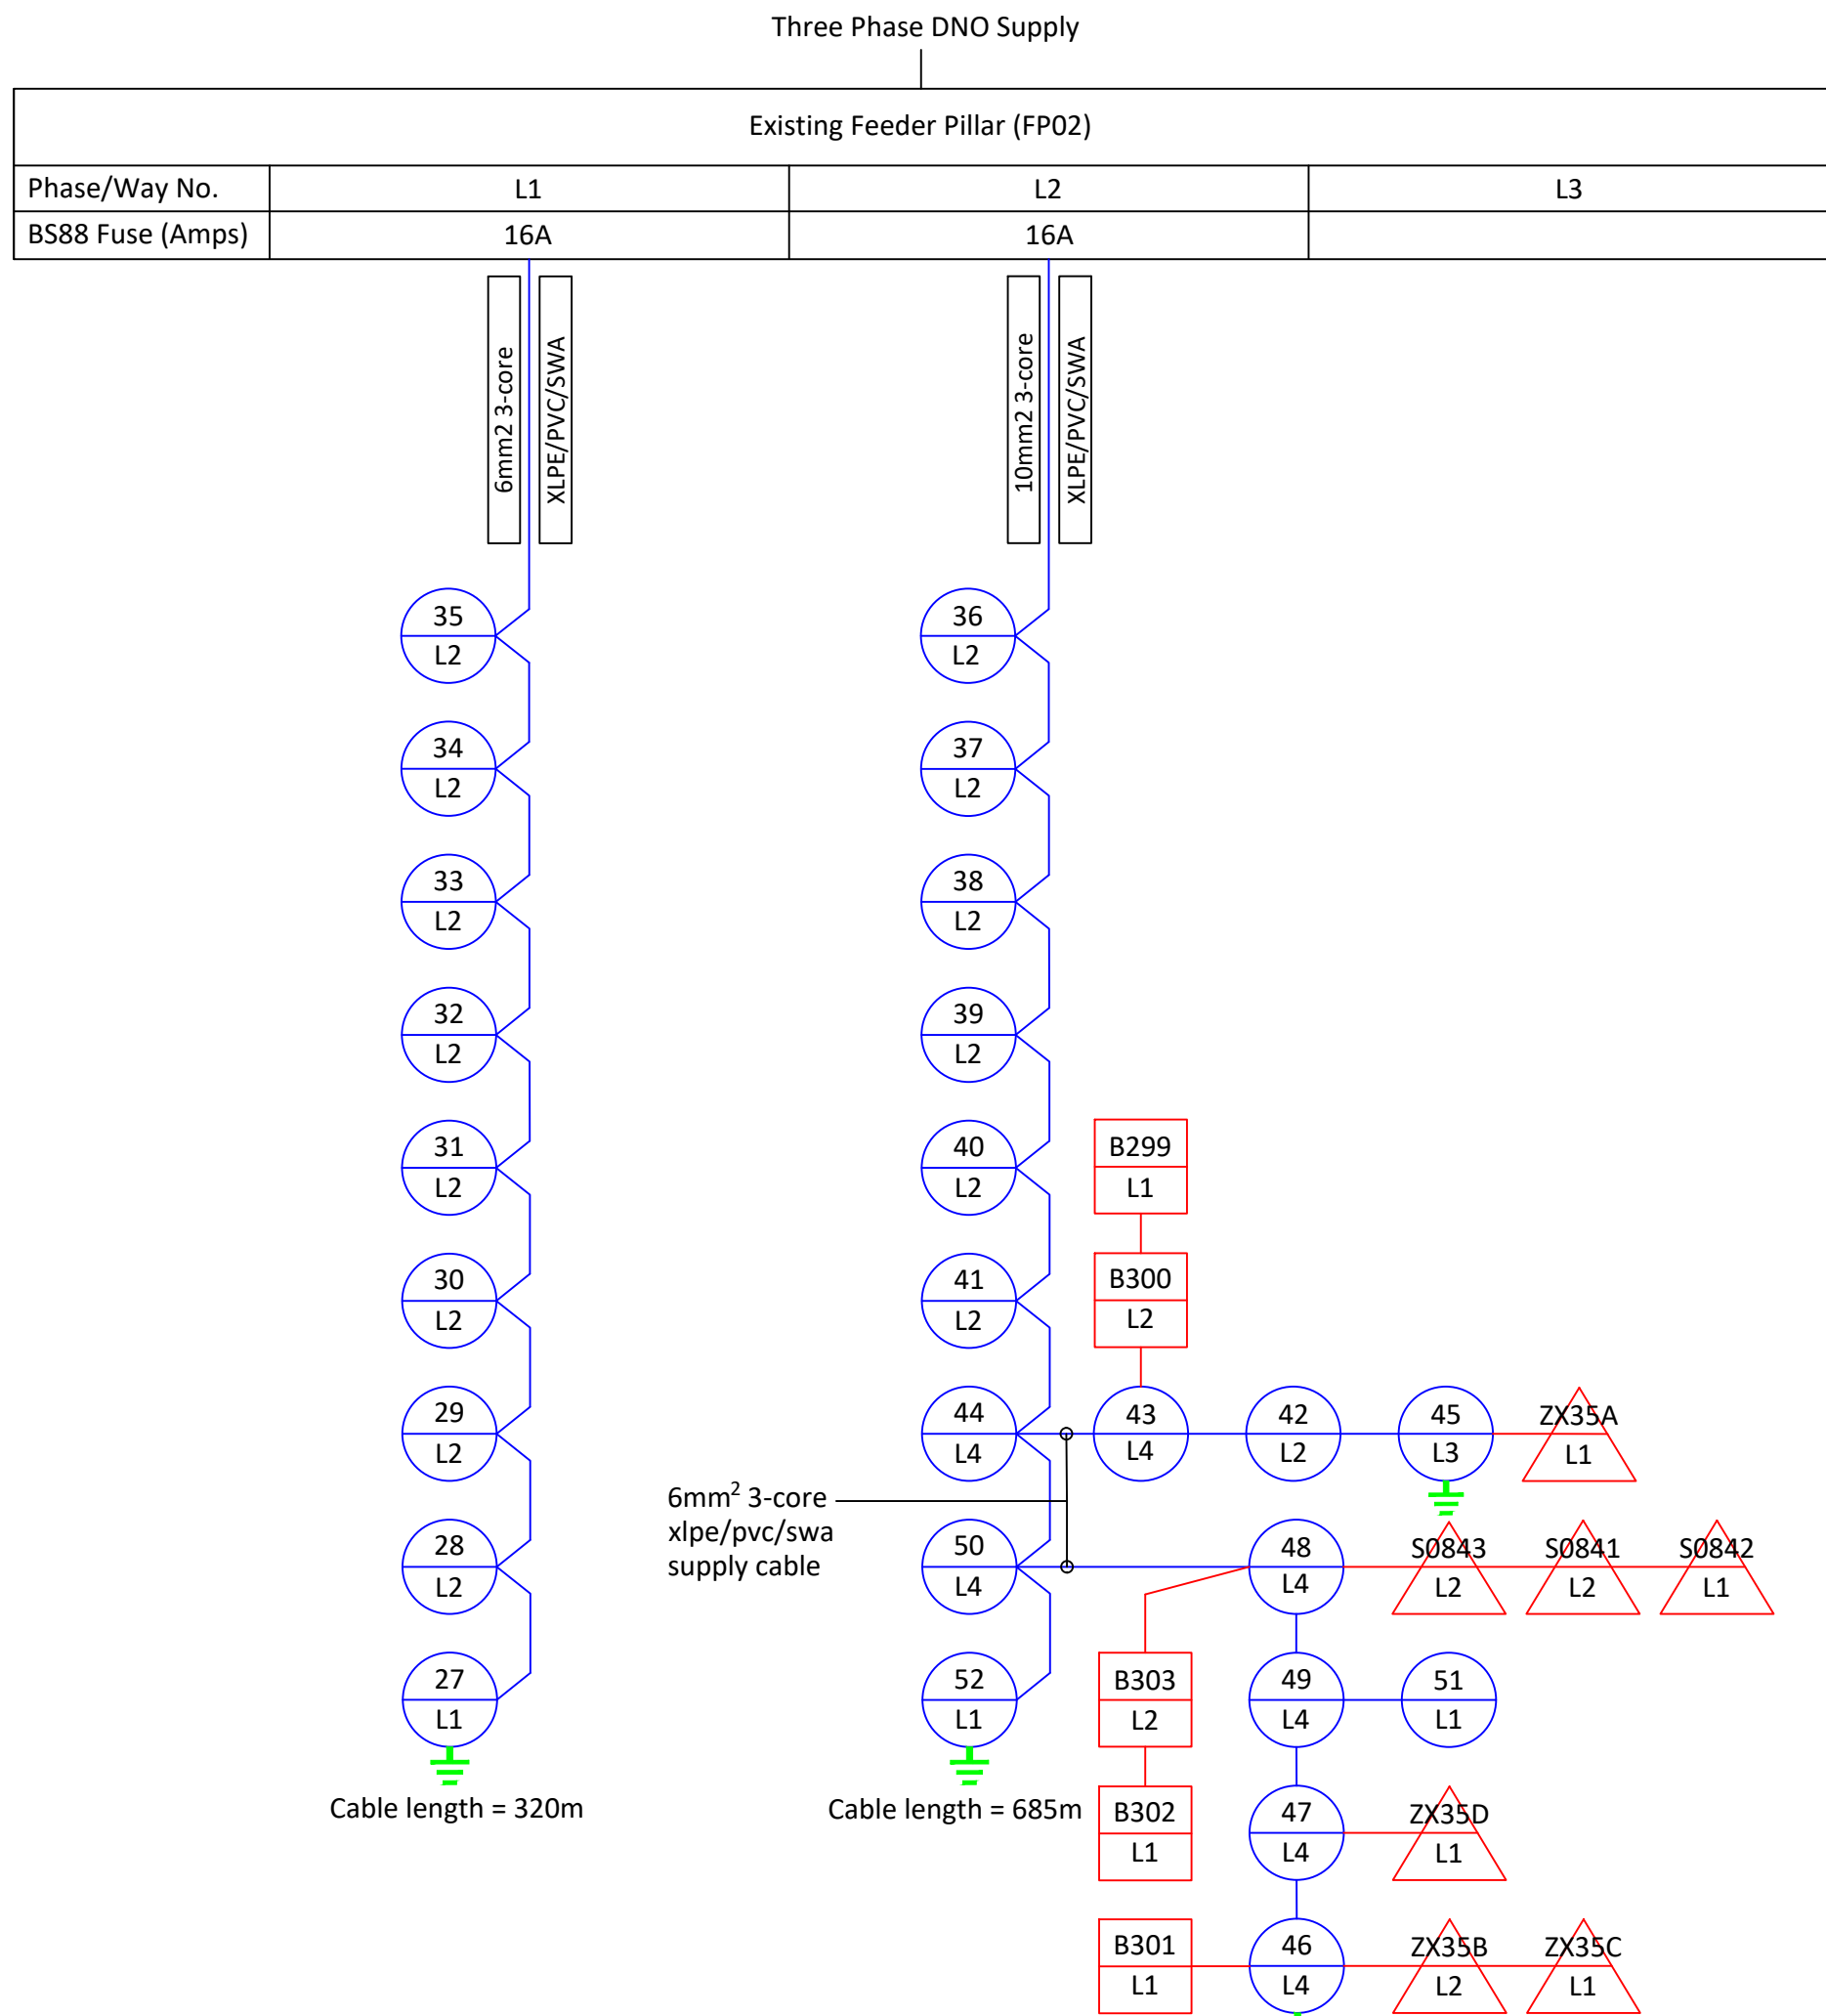 Three Phase DNO Supply
Existing Feeder Pillar (FP02)
Phase/Way No. L1 L2 L3
BS88 Fuse (Amps) 16A 16A
6mm2 3-core
XLPE/PVC/SWA
10mm2 3-core
XLPE/PVC/SWA
35 36
L2 L2
34 37
L2 L2
33 38
L2 L2
32 39
L2 L2
31 40 B299
L2 L2 L1
30 41 B300
L2 L2 L2
29 44 43 42 45 ZX35A
L2 L4 L4 L2 L3 L1
6mm² 3-core
xlpe/pvc/swa
supply cable
28 50 48 S0843 S0841 S0842
L2 L4 L4 L2 L2 L1
27 52 B303 49 51
L1 L1 L2 L4 L1
Cable length = 320m Cable length = 685m
B302 47 ZX35D
L1 L4 L1
B301 46 ZX35B ZX35C
L1 L4 L2 L1